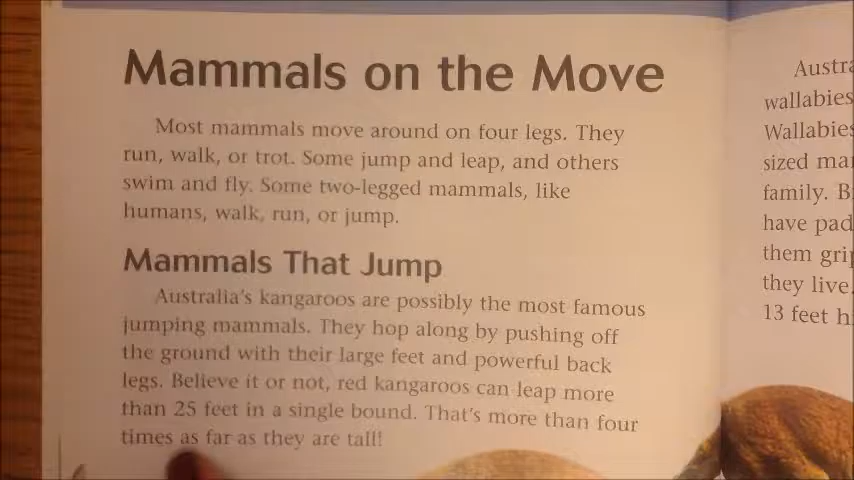 Mammals on the Move
Most mammals move around on four legs. They
run, walk, or trot. Some jump and leap, and others
swim and fly. Some two-legged mammals, like
humans, walk, run, or jump.
Mammals That Jump
Australia's kangaroos are possibly the most famous
jumping mammals. They hop along by pushing off
the ground with their large feet and powerful back
legs. Believe it or not, red kangaroos can leap more
than 25 feet in a single bound. That's more than four
times as far as they are tall!
wallabies
Wallabies
sized
family.
have pad
them
they live.
13 feet